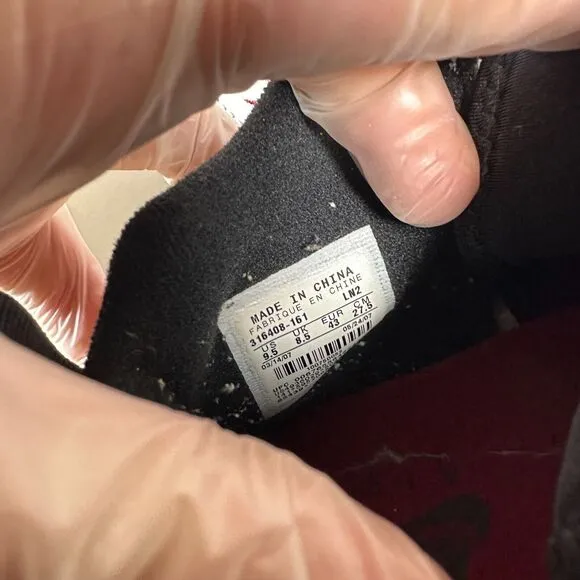 MADE IN CHINA
FABRIQUE EN CHINE
316408-161 LN2
US UK EUR CM
9.5 8.5 43 27.5
03/14/07 06/24/07